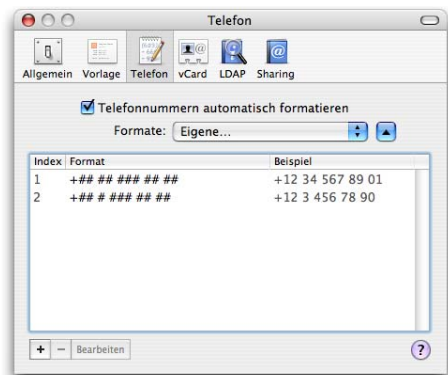 Telefon
Allgemein Vorlage Telefon vCard LDAP Sharing
Telefonnummern automatisch formatieren
Formate: Eigene...
Index Format Beispiel
1 +## ## ### ## ## +12 34 567 89 01
2 +## # ### ## ## +12 3 456 78 90
+ − Bearbeiten ?